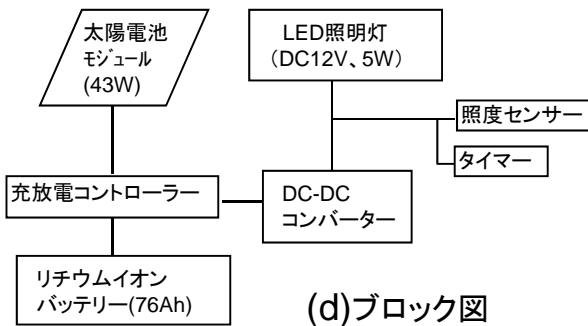 太陽電池
モジュール
(43W)
LED照明灯
(DC12V、5W)
照度センサー
タイマー
充放電コントローラー
DC-DC
コンバーター
リチウムイオン
バッテリー(76Ah)
(d)ブロック図